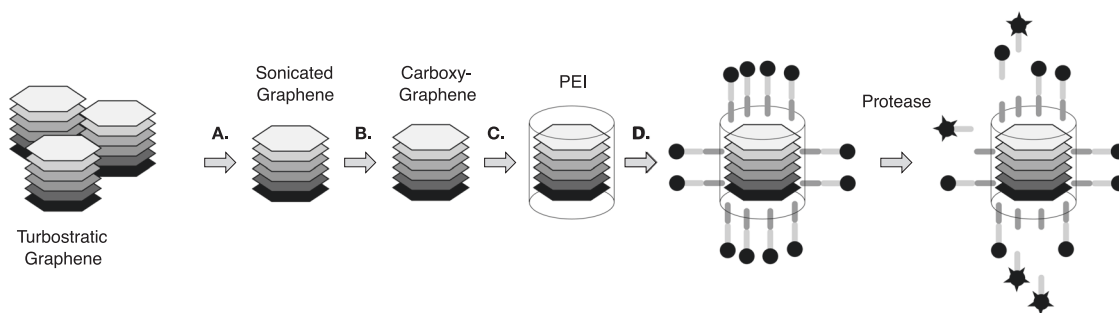 Turbostratic
Graphene
A.
Sonicated
Graphene
B.
Carboxy-
Graphene
C.
PEI
D.
Protease